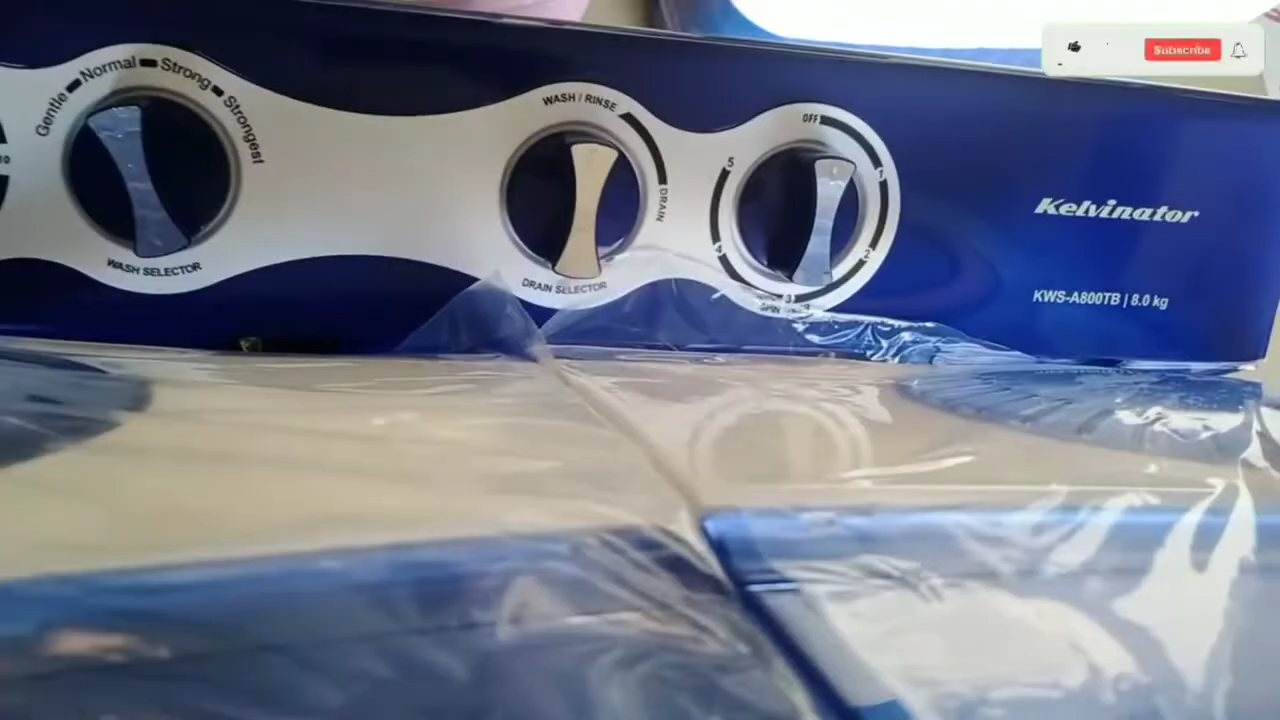 Subscribe
Gentle Normal Strong Strongest
10
WASH SELECTOR
WASH / RINSE
DRAIN
DRAIN SELECTOR
OFF
1
2
3
4
5
Kelvinator
KWS-A800TB | 8.0 kg